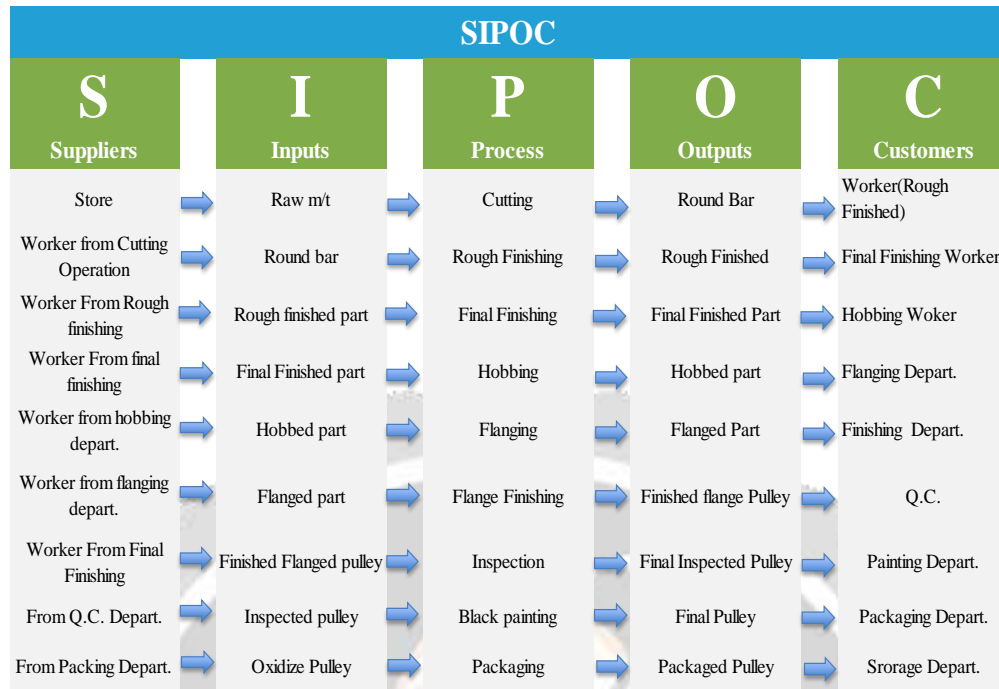 SIPOC
S
I
P
O
C
Suppliers
Inputs
Process
Outputs
Customers
Store
Raw m/t
Cutting
Round Bar
Worker(Rough
Finished)
Worker from Cutting
Operation
Round bar
Rough Finishing
Rough Finished
Final Finishing Worker
Worker From Rough
finishing
Rough finished part
Final Finishing
Final Finished Part
Hobbing Woker
Worker From final
finishing
Final Finished part
Hobbing
Hobbed part
Flanging Depart.
Worker from hobbing
depart.
Hobbed part
Flanging
Flanged Part
Finishing Depart.
Worker from flanging
depart.
Flanged part
Flange Finishing
Finished flange Pulley
Q.C.
Worker From Final
Finishing
Finished Flanged pulley
Inspection
Final Inspected Pulley
Painting Depart.
From Q.C. Depart.
Inspected pulley
Black painting
Final Pulley
Packaging Depart.
From Packing Depart.
Oxidize Pulley
Packaging
Packaged Pulley
Srorage Depart.